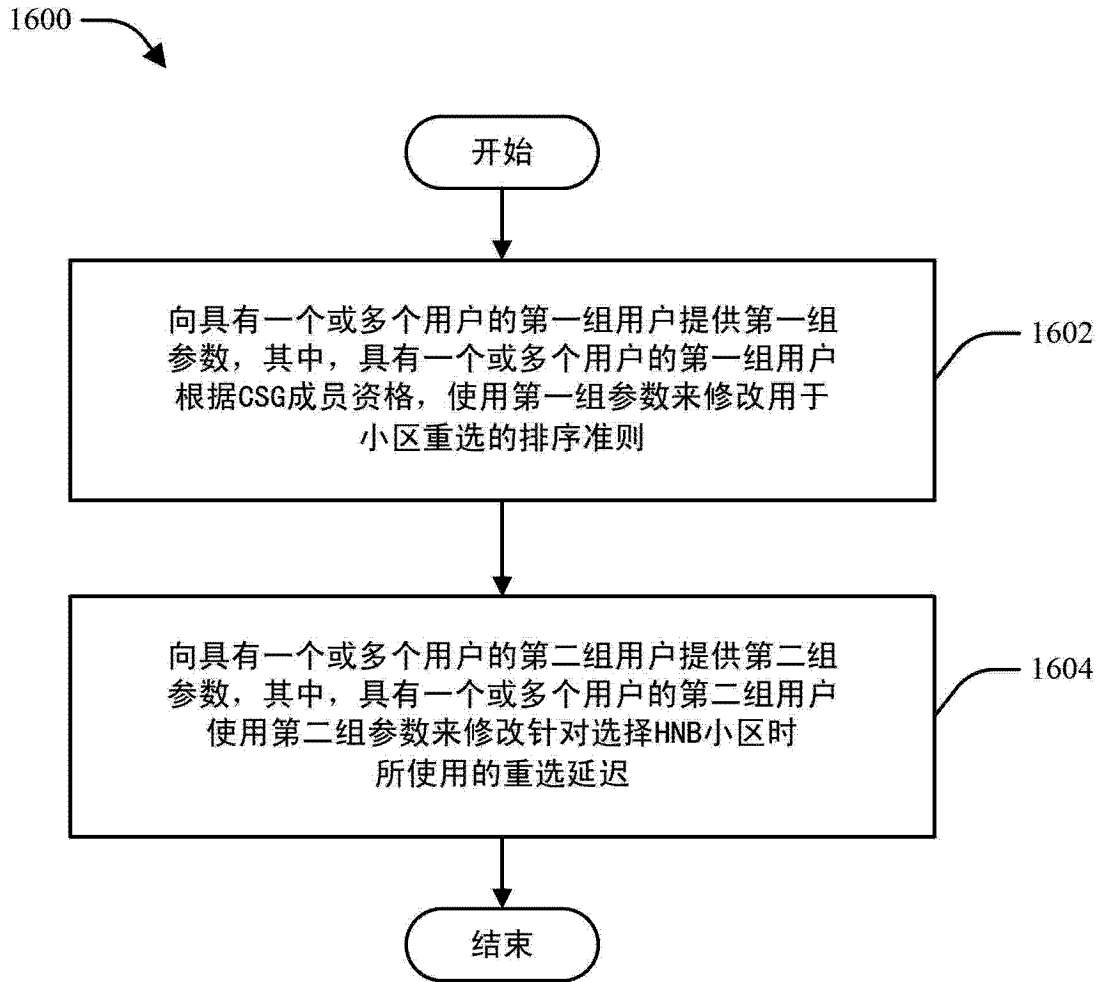 1600
开始
向具有一个或多个用户的第一组用户提供第一组
参数，其中，具有一个或多个用户的第一组用户
根据CSG成员资格，使用第一组参数来修改用于
小区重选的排序准则
1602
向具有一个或多个用户的第二组用户提供第二组
参数，其中，具有一个或多个用户的第二组用户
使用第二组参数来修改针对选择HNB小区时
所使用的重选延迟
1604
结束